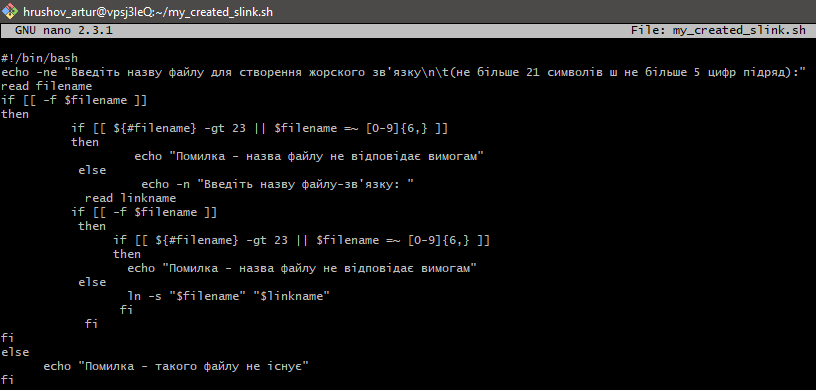 hrushov_artur@vpsj3leQ:~/my_created_slink.sh
GNU nano 2.3.1 File: my_created_slink.sh
#!/bin/bash
echo -ne "Введіть назву файлу для створення жорского зв'язку\n\t(не більше 21 символів ш не більше 5 цифр підряд):"
read filename
if [[ -f $filename ]]
then
if [[ ${#filename} -gt 23 || $filename =~ [0-9]{6,} ]]
then
echo "Помилка - назва файлу не відповідає вимогам"
else
echo -n "Введіть назву файлу-зв'язку: "
read linkname
if [[ -f $filename ]]
then
if [[ ${#filename} -gt 23 || $filename =~ [0-9]{6,} ]]
then
echo "Помилка - назва файлу не відповідає вимогам"
else
ln -s "$filename" "$linkname"
fi
fi
fi
else
echo "Помилка - такого файлу не існує"
fi